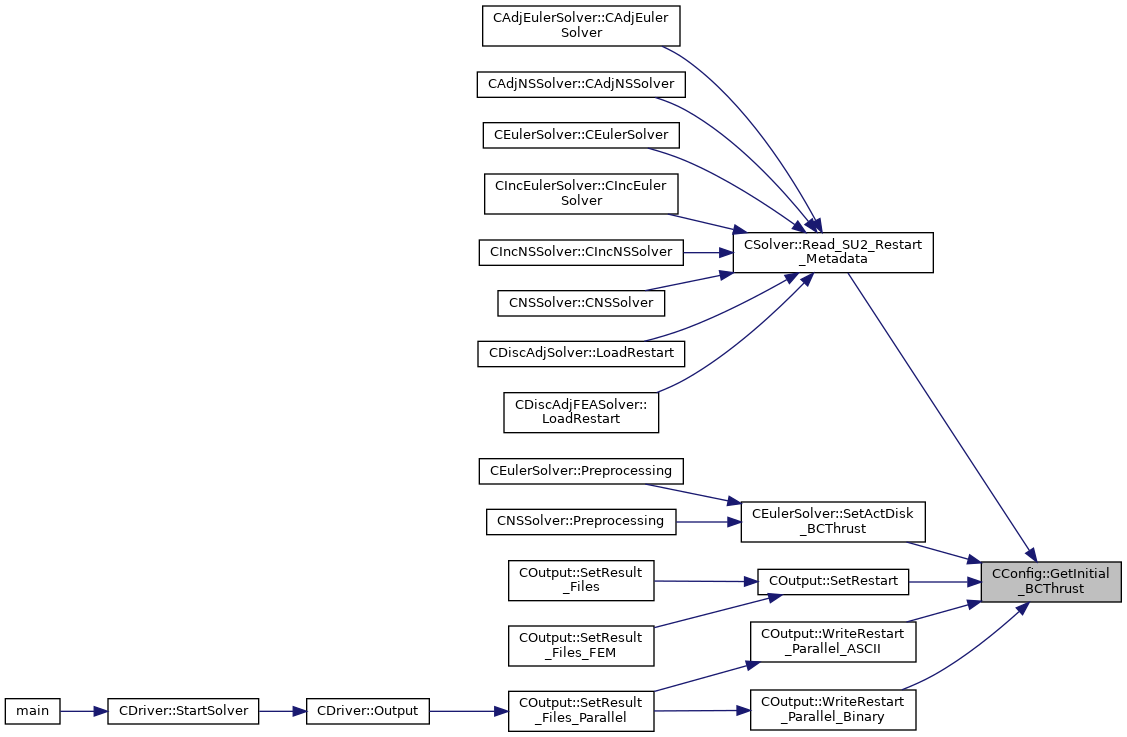 CAdjEulerSolver::CAdjEuler
Solver
CAdjNSSolver::CAdjNSSolver
CEulerSolver::CEulerSolver
CIncEulerSolver::CIncEuler
Solver
CSolver::Read_SU2_Restart
_Metadata
CIncNSSolver::CIncNSSolver
CNSSolver::CNSSolver
CDiscAdjSolver::LoadRestart
CDiscAdjFEASolver::
LoadRestart
CEulerSolver::Preprocessing
CEulerSolver::SetActDisk
_BCThrust
CNSSolver::Preprocessing
COutput::SetResult
_Files
COutput::SetRestart
CConfig::GetInitial
_BCThrust
COutput::SetResult
_Files_FEM
COutput::WriteRestart
_Parallel_ASCII
main
CDriver::StartSolver
CDriver::Output
COutput::SetResult
_Files_Parallel
COutput::WriteRestart
_Parallel_Binary